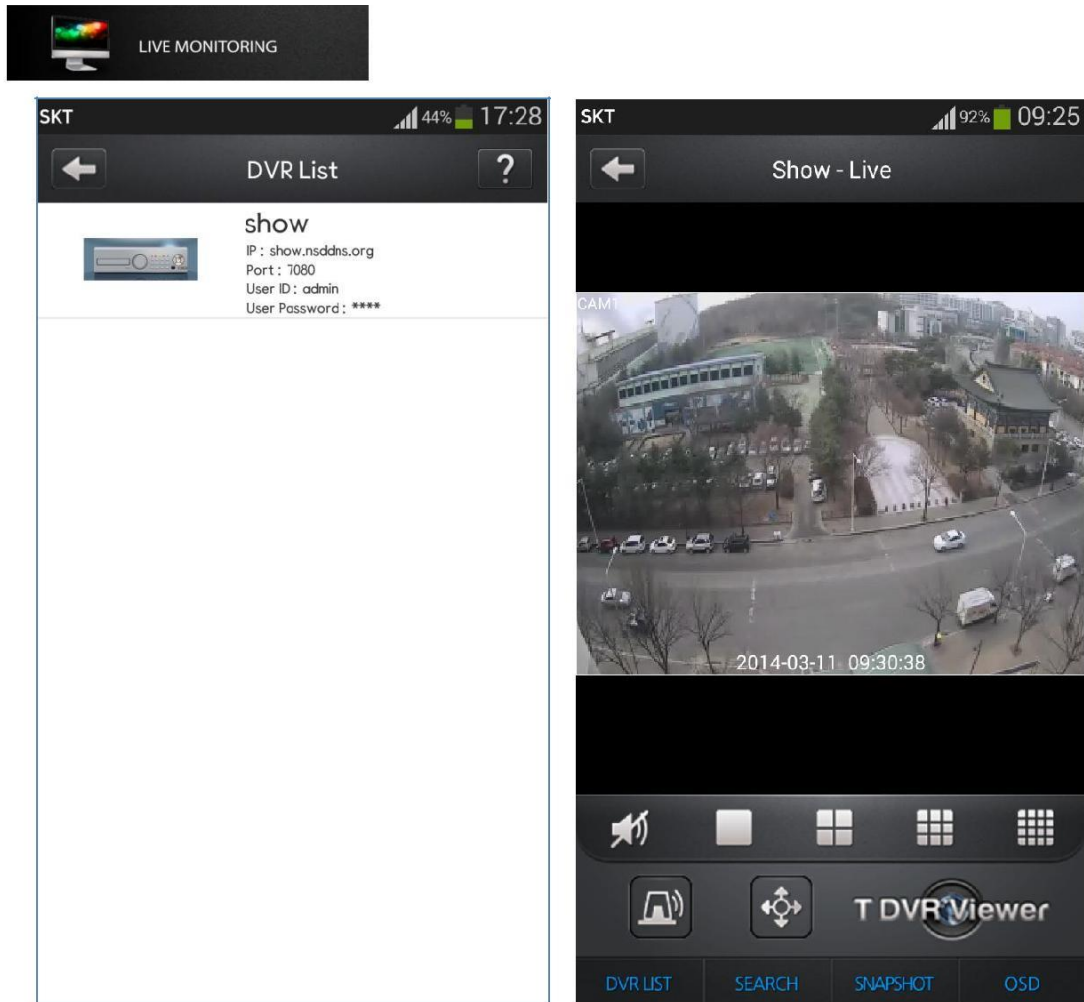 LIVE MONITORING
SKT 44% 17:28
DVR List ?
show
IP : show.nsddns.org
Port : 7080
User ID : admin
User Password : ****
SKT 92% 09:25
Show - Live
CAM1
2014-03-11 09:30:38
T DVR Viewer
DVR LIST SEARCH SNAPSHOT OSD